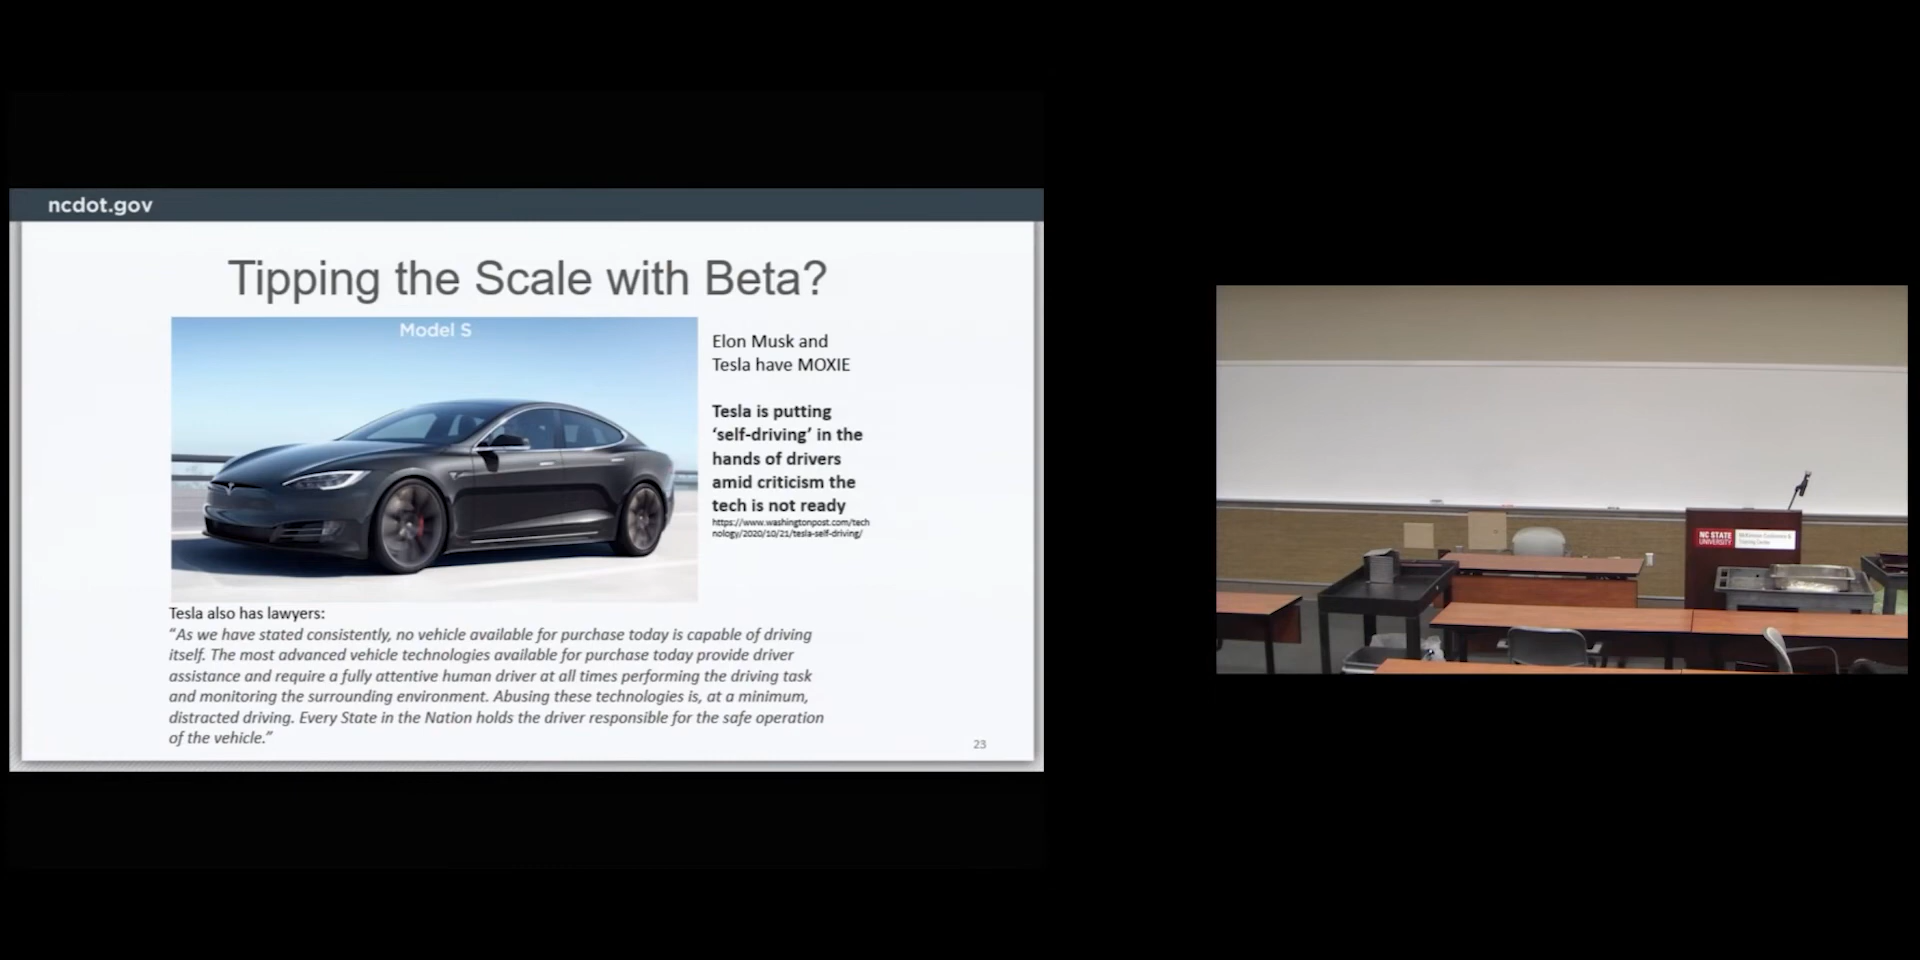 ncdot.gov
Tipping the Scale with Beta?
Model S
Elon Musk and
Tesla have MOXIE
Tesla is putting
‘self-driving’ in the
hands of drivers
amid criticism the
tech is not ready
https://www.washingtonpost.com/tech
nology/2020/10/21/tesla-self-driving/
Tesla also has lawyers:
“As we have stated consistently, no vehicle available for purchase today is capable of driving
itself. The most advanced vehicle technologies available for purchase today provide driver
assistance and require a fully attentive human driver at all times performing the driving task
and monitoring the surrounding environment. Abusing these technologies is, at a minimum,
distracted driving. Every State in the Nation holds the driver responsible for the safe operation
of the vehicle.”
23
NC STATE
UNIVERSITY